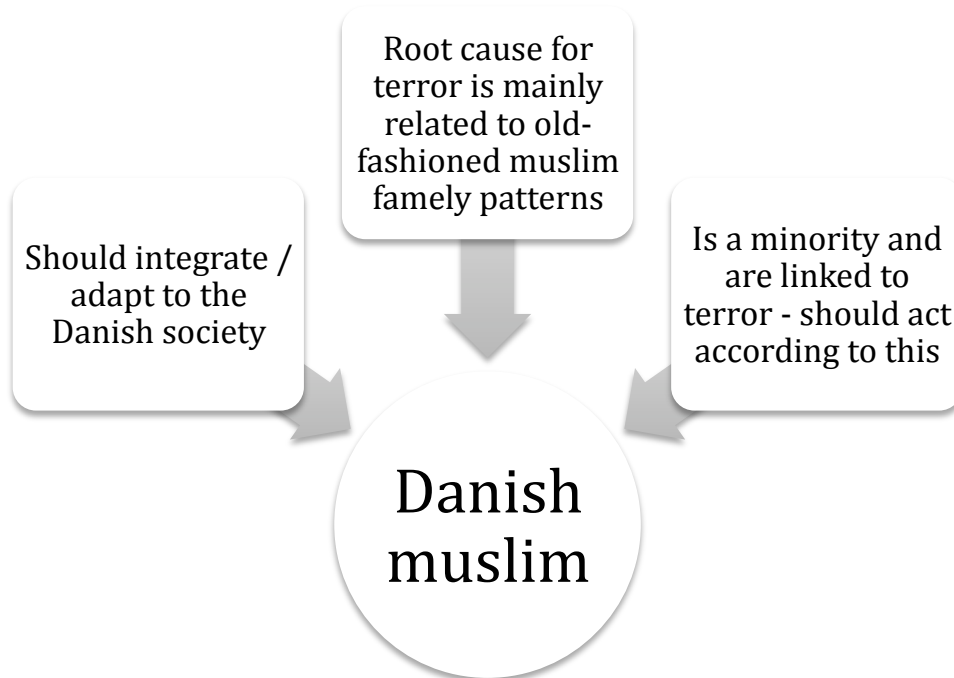 Root cause for
terror is mainly
related to old-
fashioned muslim
famely patterns
Should integrate /
adapt to the
Danish society
Is a minority and
are linked to
terror - should act
according to this
Danish
muslim